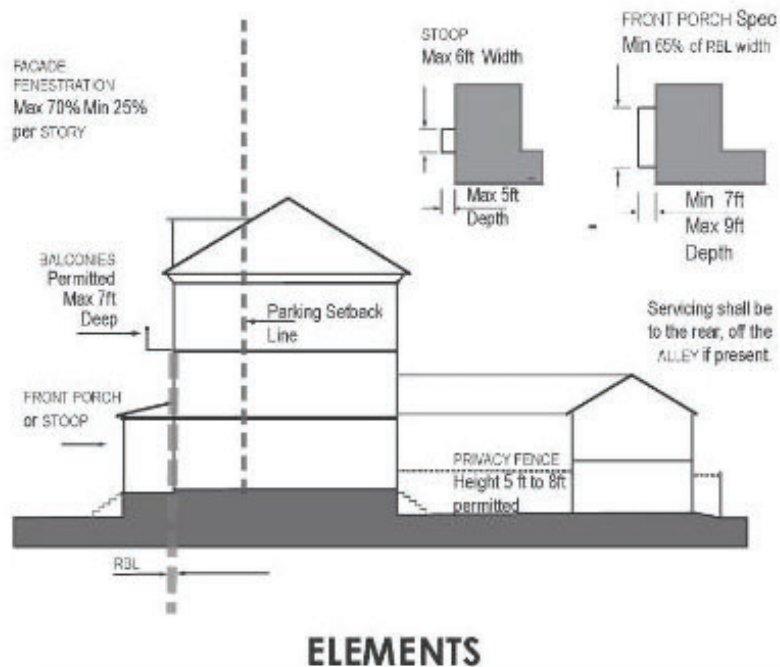 FACADE
FENESTRATION
Max 70% Min 25%
per STORY
STOOP
Max 6ft Width
Max 5ft
Depth
FRONT PORCH Spec
Min 65% of RBL width
Min 7ft
Max 9ft
Depth
BALCONIES
Permitted
Max 7ft
Deep
Parking Setback
Line
Servicing shall be
to the rear, off the
ALLEY if present.
FRONT PORCH
or STOOP
PRIVACY FENCE
Height 5 ft to 8ft
permitted
RBL
ELEMENTS